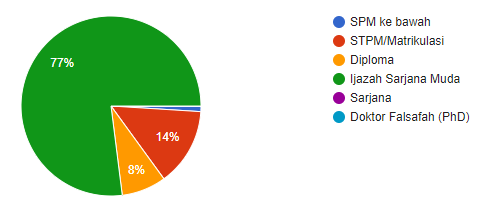 77%
14%
8%
SPM ke bawah
STPM/Matrikulasi
Diploma
Ijazah Sarjana Muda
Sarjana
Doktor Falsafah (PhD)